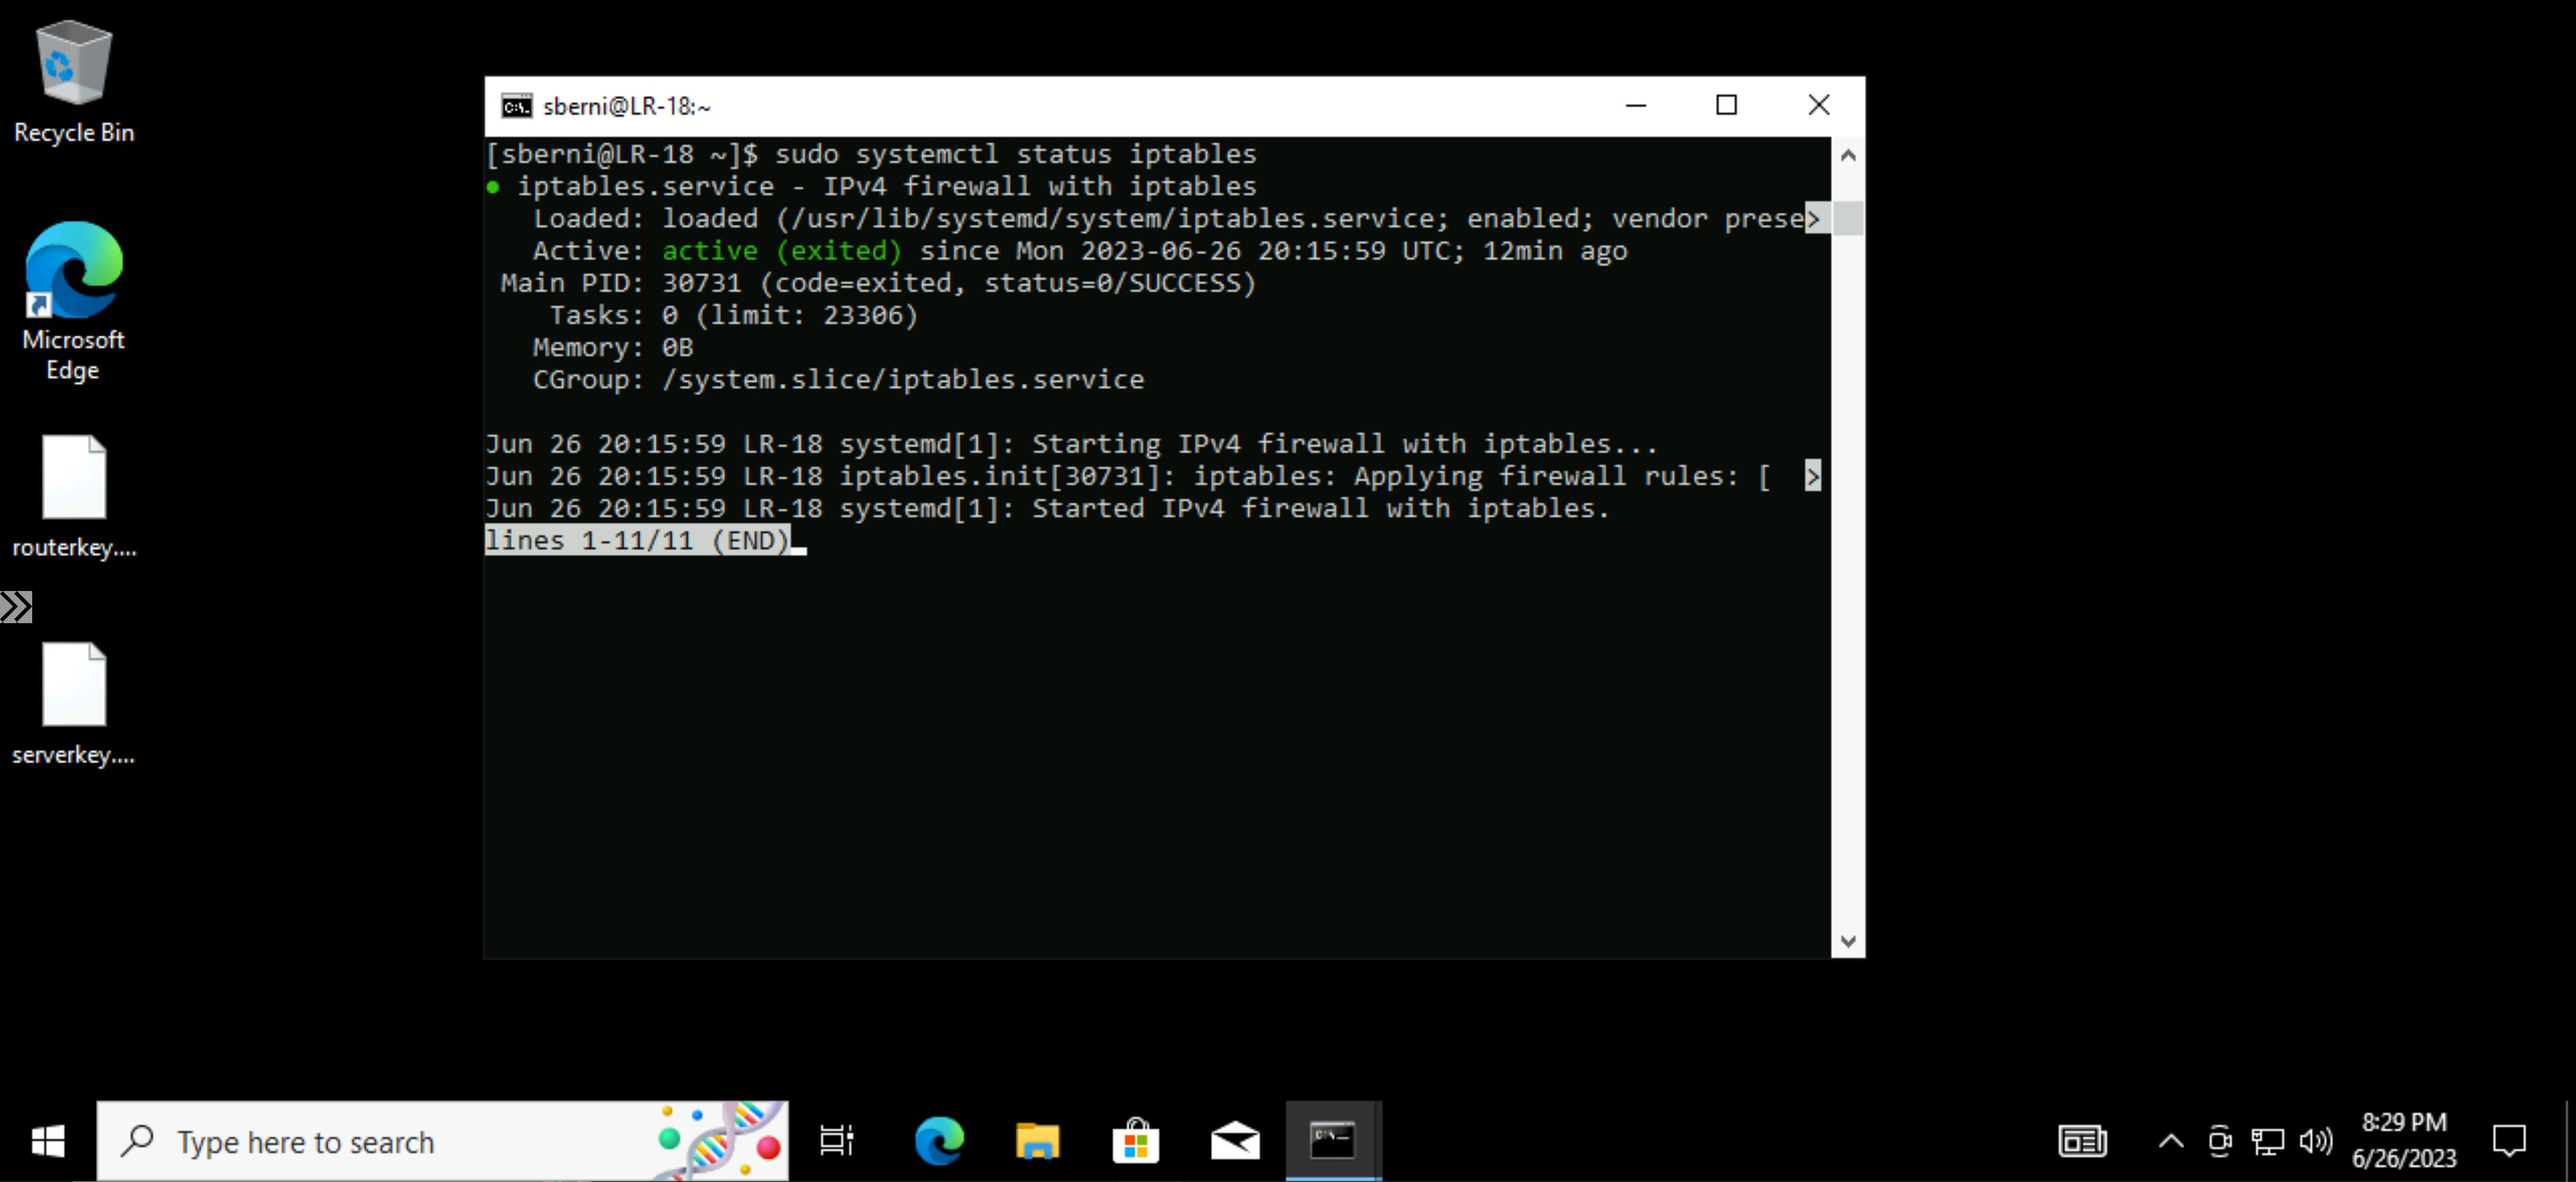 Recycle Bin
Microsoft
Edge
routerkey....
serverkey....
sberni@LR-18:~
[sberni@LR-18 ~]$ sudo systemctl status iptables
● iptables.service - IPv4 firewall with iptables
   Loaded: loaded (/usr/lib/systemd/system/iptables.service; enabled; vendor prese>
   Active: active (exited) since Mon 2023-06-26 20:15:59 UTC; 12min ago
 Main PID: 30731 (code=exited, status=0/SUCCESS)
    Tasks: 0 (limit: 23306)
   Memory: 0B
   CGroup: /system.slice/iptables.service
Jun 26 20:15:59 LR-18 systemd[1]: Starting IPv4 firewall with iptables...
Jun 26 20:15:59 LR-18 iptables.init[30731]: iptables: Applying firewall rules: [  >
Jun 26 20:15:59 LR-18 systemd[1]: Started IPv4 firewall with iptables.
lines 1-11/11 (END)
Type here to search
8:29 PM
6/26/2023